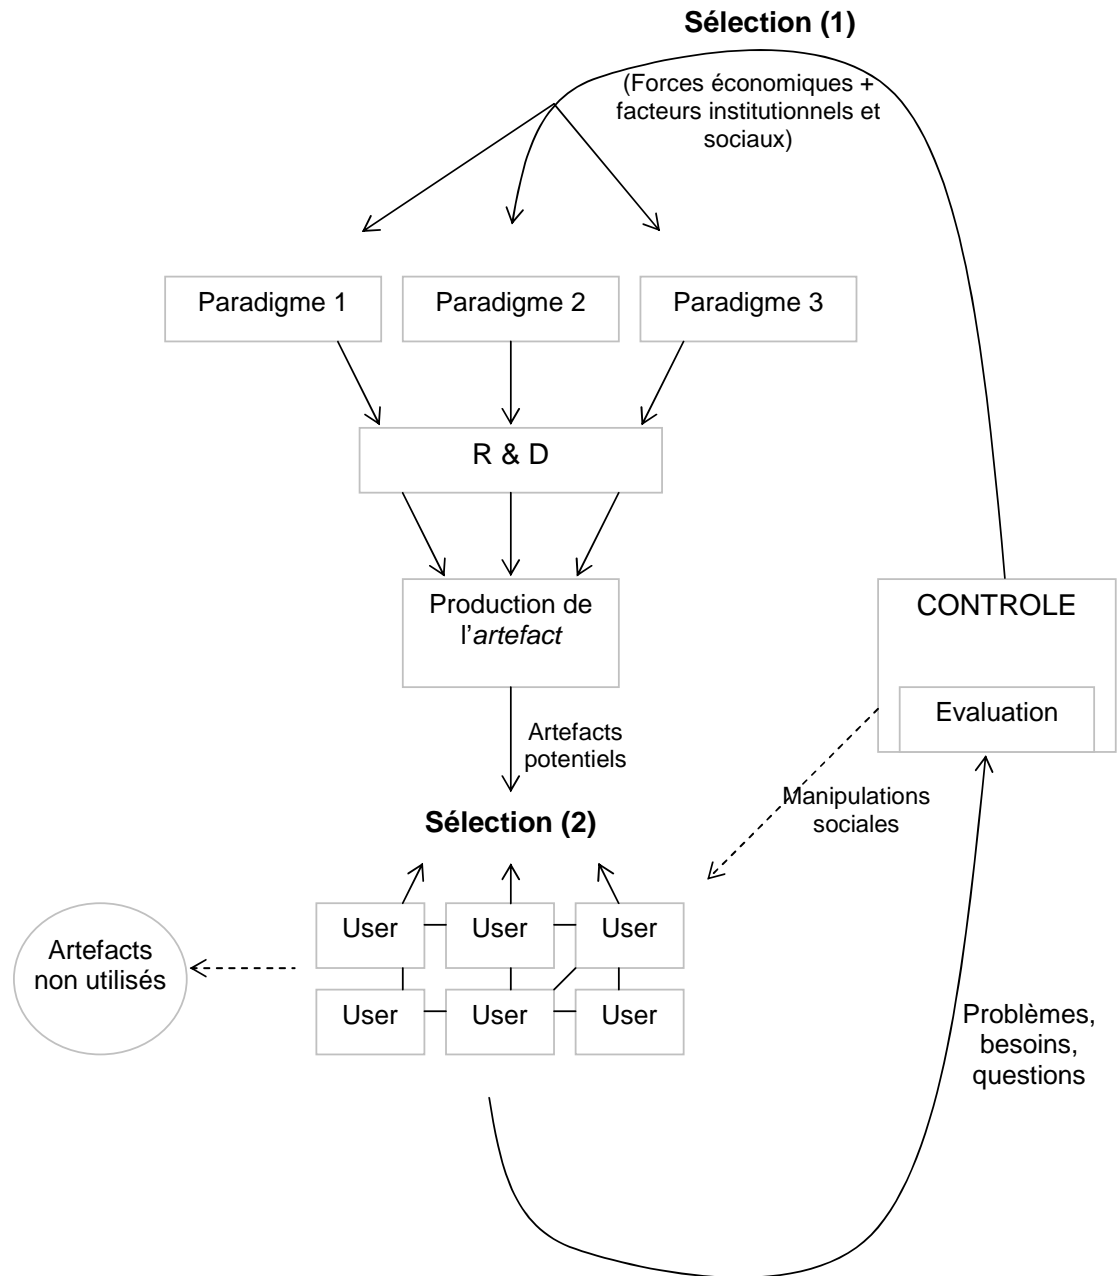 Sélection (1)
(Forces économiques +
facteurs institutionnels et
sociaux)
Paradigme 1
Paradigme 2
Paradigme 3
R & D
Production de
l'artefact
CONTROLE
Evaluation
Artefacts
potentiels
Manipulations
sociales
Sélection (2)
User
User
User
Artefacts
non utilisés
User
User
User
Problèmes,
besoins,
questions